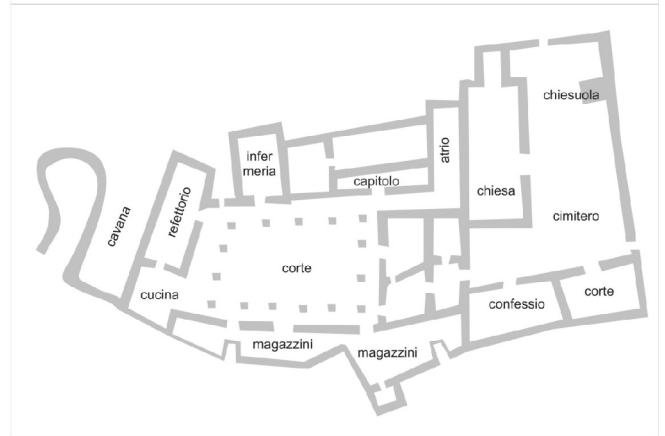 chiesuola
infer
meria
atrio
capitolo
chiesa
refettorio
cavana
cimitero
corte
cucina
confessio
corte
magazzini
magazzini